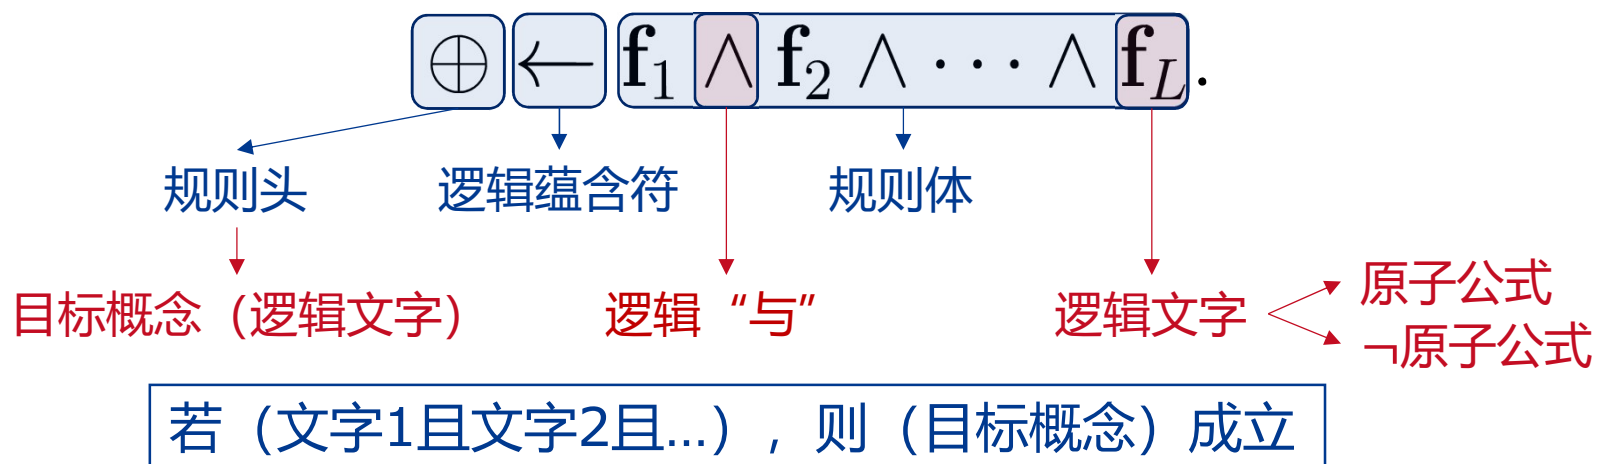 ⊕ ← f₁ ∧ f₂ ∧ ⋯ ∧ f_L.
规则头 逻辑蕴含符 规则体
目标概念（逻辑文字） 逻辑“与” 逻辑文字
原子公式
¬原子公式
若（文字1且文字2且…），则（目标概念）成立